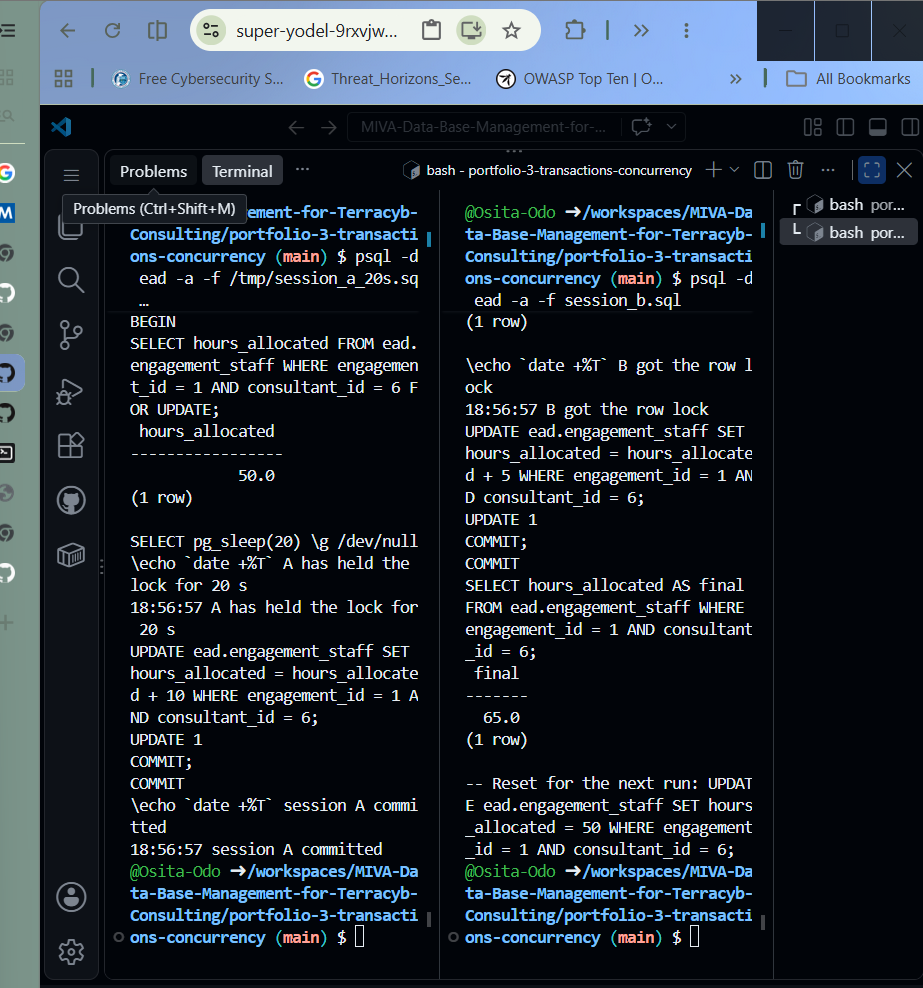 super-yodel-9rxvjw...
Free Cybersecurity S...
Threat_Horizons_Se...
OWASP Top Ten | O...
»
All Bookmarks
MIVA-Data-Base-Management-for-...
Problems
Terminal
...
bash - portfolio-3-transactions-concurrency
Problems (Ctrl+Shift+M)
ement-for-Terracyb-
Consulting/portfolio-3-transacti
ons-concurrency (main) $ psql -d
ead -a -f /tmp/session_a_20s.sq
…
BEGIN
SELECT hours_allocated FROM ead.
engagement_staff WHERE engagemen
t_id = 1 AND consultant_id = 6 F
OR UPDATE;
hours_allocated
-----------------
50.0
(1 row)
SELECT pg_sleep(20) \g /dev/null
\echo `date +%T` A has held the
lock for 20 s
18:56:57 A has held the lock for
20 s
UPDATE ead.engagement_staff SET
hours_allocated = hours_allocate
d + 10 WHERE engagement_id = 1 A
ND consultant_id = 6;
UPDATE 1
COMMIT;
COMMIT
\echo `date +%T` session A commi
tted
18:56:57 session A committed
@Osita-Odo ➜/workspaces/MIVA-Da
ta-Base-Management-for-Terracyb-
Consulting/portfolio-3-transacti
ons-concurrency (main) $
@Osita-Odo ➜/workspaces/MIVA-Da
ta-Base-Management-for-Terracyb-
Consulting/portfolio-3-transacti
ons-concurrency (main) $ psql -d
ead -a -f session_b.sql
(1 row)
\echo `date +%T` B got the row l
ock
18:56:57 B got the row lock
UPDATE ead.engagement_staff SET
hours_allocated = hours_allocate
d + 5 WHERE engagement_id = 1 AN
D consultant_id = 6;
UPDATE 1
COMMIT;
COMMIT
SELECT hours_allocated AS final
FROM ead.engagement_staff WHERE
engagement_id = 1 AND consultant
_id = 6;
final
-------
65.0
(1 row)
-- Reset for the next run: UPDAT
E ead.engagement_staff SET hours
_allocated = 50 WHERE engagement
_id = 1 AND consultant_id = 6;
@Osita-Odo ➜/workspaces/MIVA-Da
ta-Base-Management-for-Terracyb-
Consulting/portfolio-3-transacti
ons-concurrency (main) $
┌ bash por...
└ bash por...